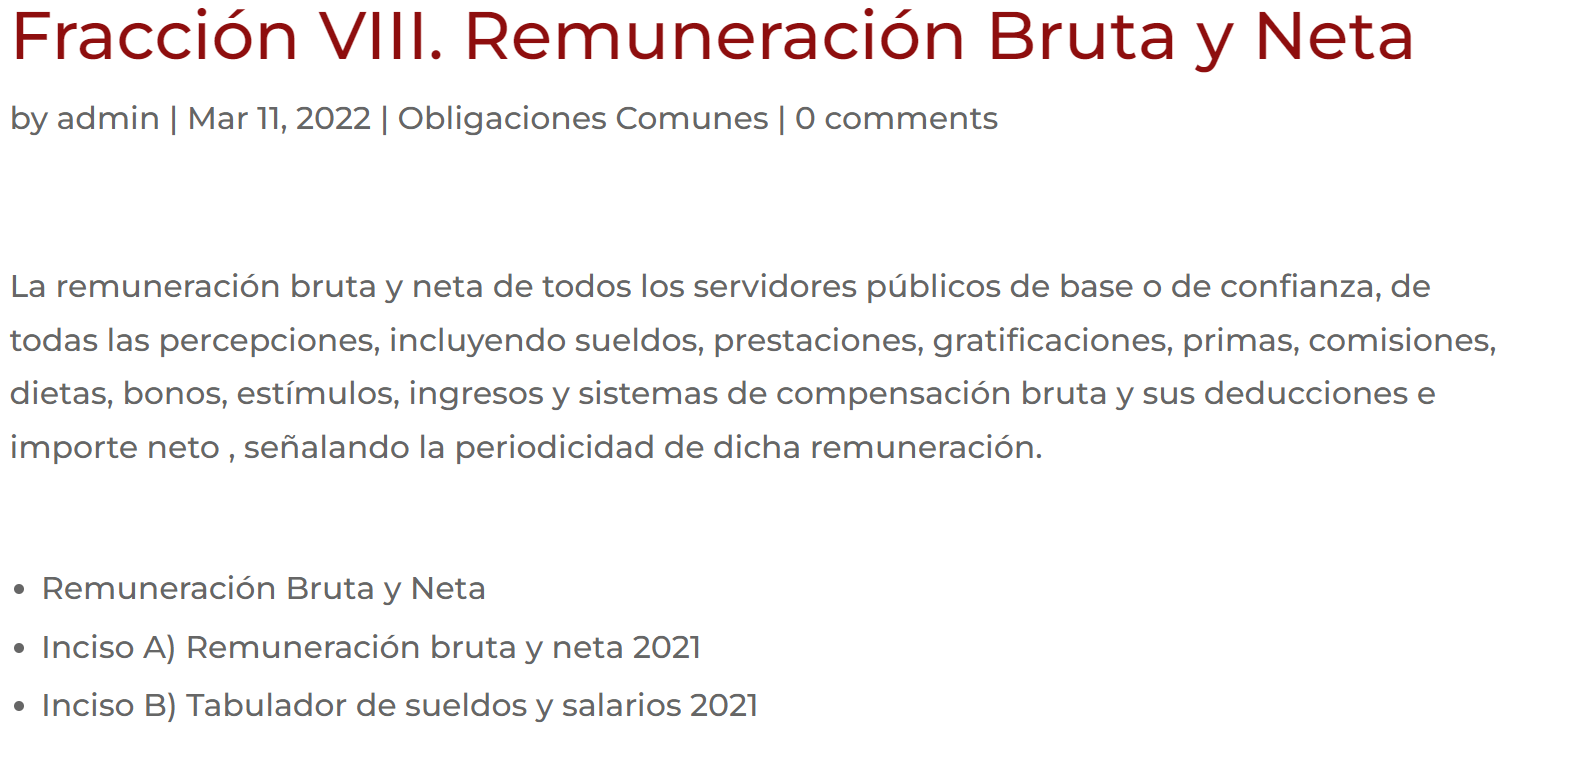 Fracción VIII. Remuneración Bruta y Neta
by admin | Mar 11, 2022 | Obligaciones Comunes | 0 comments
La remuneración bruta y neta de todos los servidores públicos de base o de confianza, de
todas las percepciones, incluyendo sueldos, prestaciones, gratificaciones, primas, comisiones,
dietas, bonos, estímulos, ingresos y sistemas de compensación bruta y sus deducciones e
importe neto , señalando la periodicidad de dicha remuneración.
• Remuneración Bruta y Neta
• Inciso A) Remuneración bruta y neta 2021
• Inciso B) Tabulador de sueldos y salarios 2021